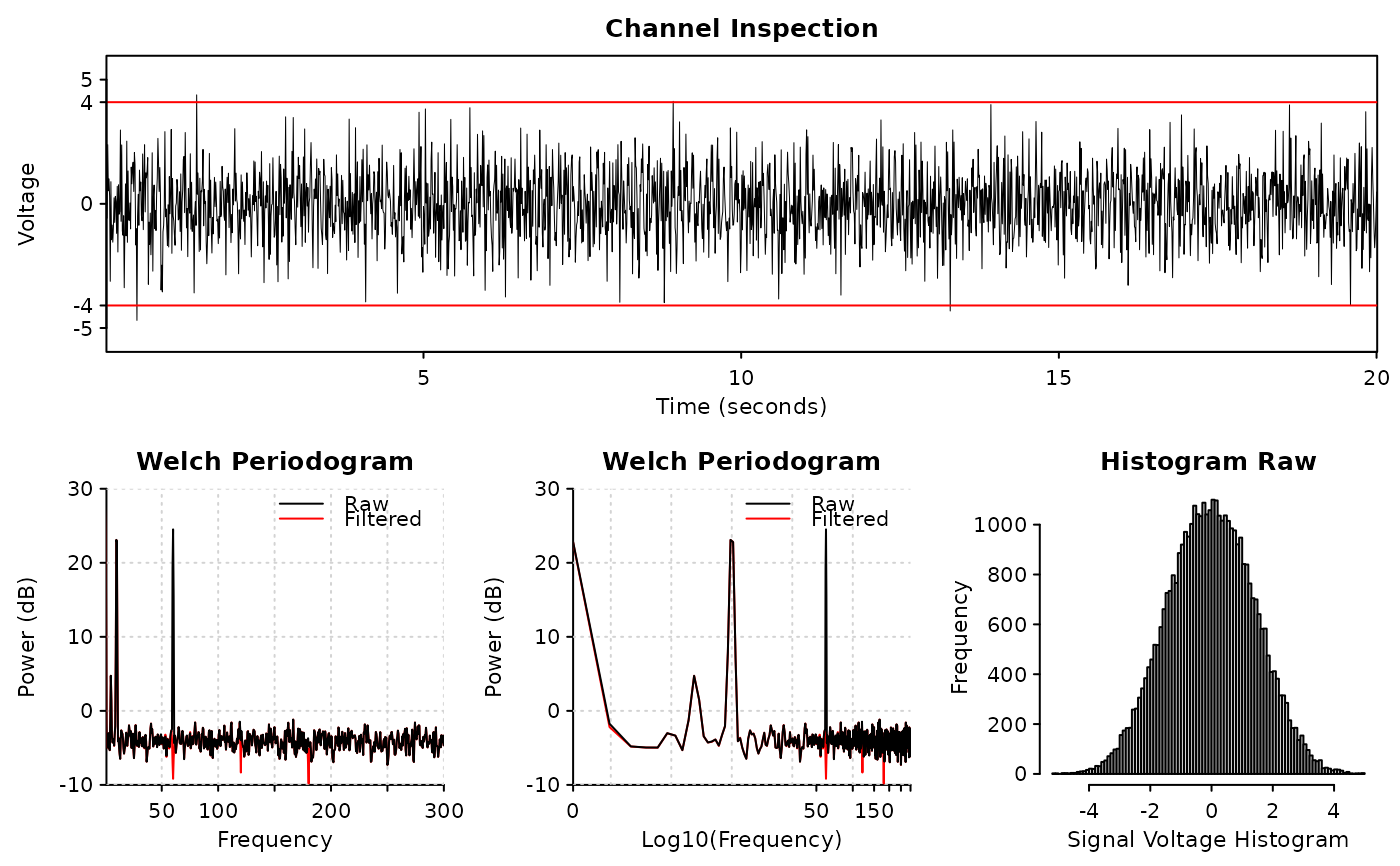 Channel Inspection
5
4
0
-4
-5
Voltage
5 10 15 20
Time (seconds)
Welch Periodogram
30
20
10
0
-10
Power (dB)
Raw
Filtered
50 100 200 300
Frequency
Welch Periodogram
30
20
10
0
-10
Power (dB)
Raw
Filtered
0 50 150
Log10(Frequency)
Histogram Raw
1000
800
600
400
200
0
Frequency
-4 -2 0 2 4
Signal Voltage Histogram